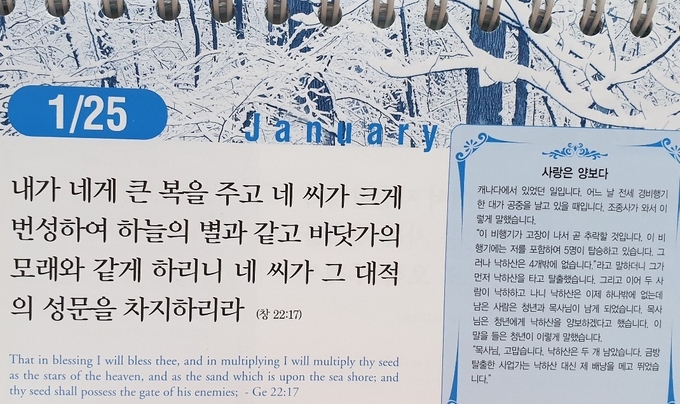 1/25
January
내가 네게 큰 복을 주고 네 씨가 크게
번성하여 하늘의 별과 같고 바닷가의
모래와 같게 하리니 네 씨가 그 대적
의 성문을 차지하리라 (창 22:17)
That in blessing I will bless thee, and in multiplying I will multiply thy seed
as the stars of the heaven, and as the sand which is upon the sea shore; and
thy seed shall possess the gate of his enemies; - Ge 22:17
사랑은 양보다
캐나다에서 있었던 일입니다. 어느 날 전세 경비행기
한 대가 공중을 날고 있을 때입니다. 조종사가 와서 이
렇게 말했습니다.
"이 비행기가 고장이 나서 곧 추락할 것입니다. 이 비
행기에는 저를 포함하여 5명이 탑승하고 있습니다. 그
러나 낙하산은 4개밖에 없습니다."라고 말하더니 그가
먼저 낙하산을 타고 탈출했습니다. 그리고 이어 두 사
람이 낙하하고 나니 낙하산은 이제 하나밖에 없는데
남은 사람은 청년과 목사님이 남게 되었습니다. 목사
님은 청년에게 낙하산을 양보하겠다고 했습니다. 이
말을 들은 청년이 이렇게 말했습니다.
"목사님, 고맙습니다. 낙하산은 두 개 남았습니다. 금방
탈출한 사업가는 낙하산 대신 제 배낭을 메고 뛰었습
니다."